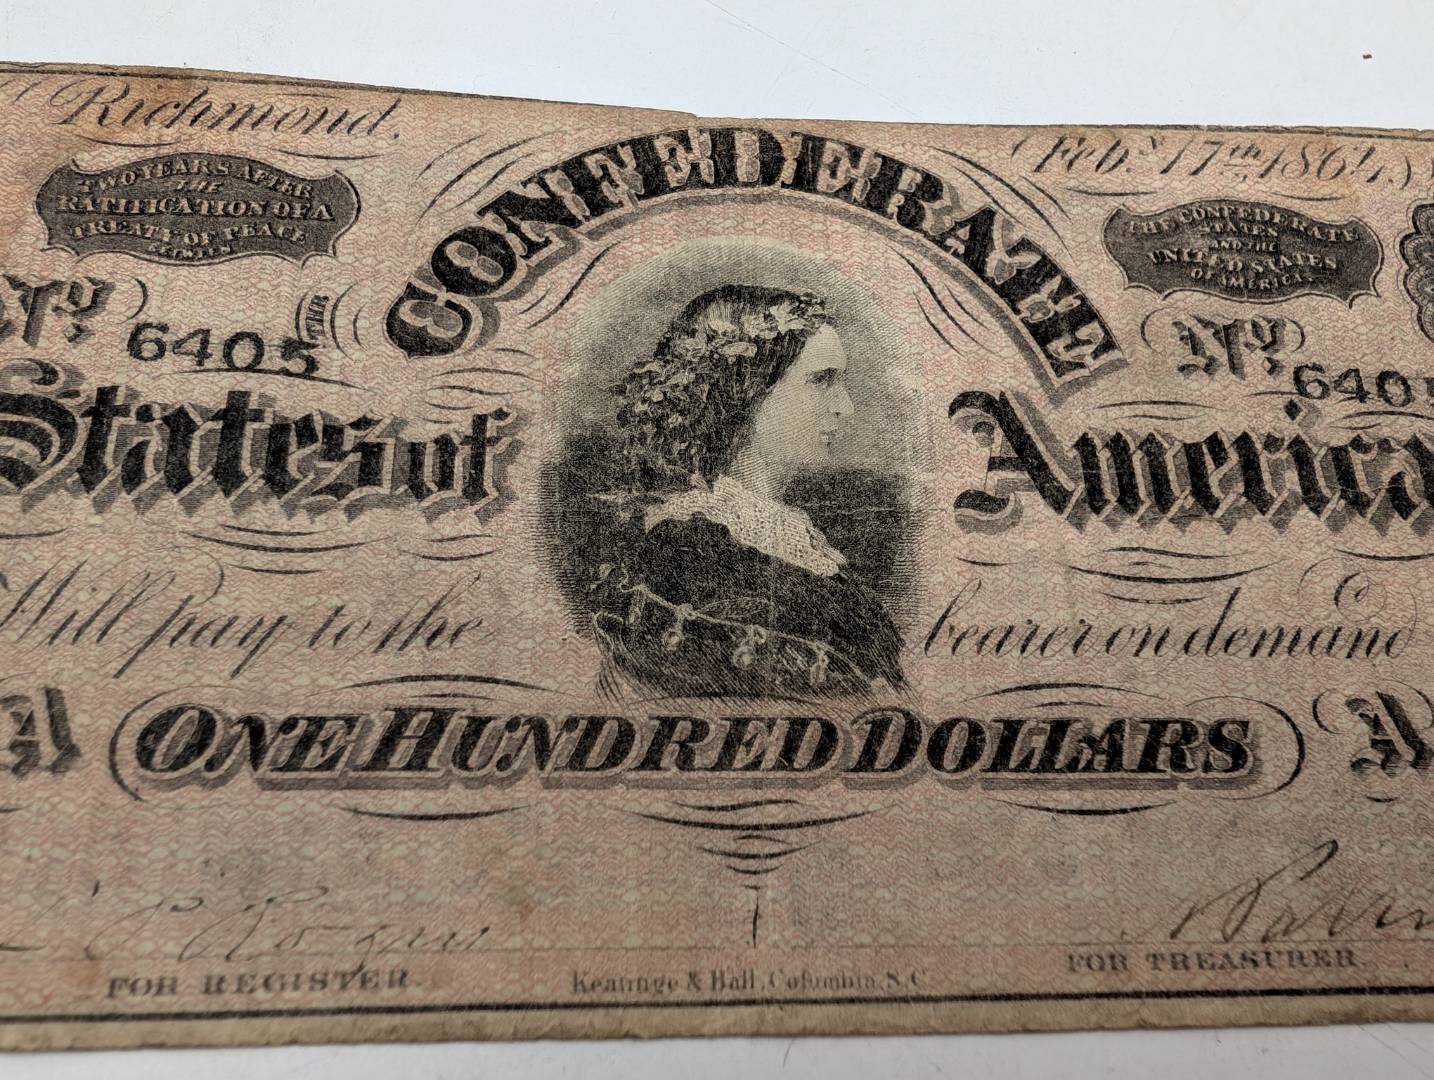 Richmond,
CONFEDERATE
Feby. 17th 1864
TWO YEARS AFTER
THE
RATIFICATION OF A
TREATY OF PEACE
THE CONFEDERATE
STATES
AND THE
UNITED STATES
OF AMERICA.
No. 6405
No. 640
States of America
Will pay to the bearer on demand
ONE HUNDRED DOLLARS
FOR REGISTER.
Keatinge & Ball, Columbia, S.C.
FOR TREASURER.